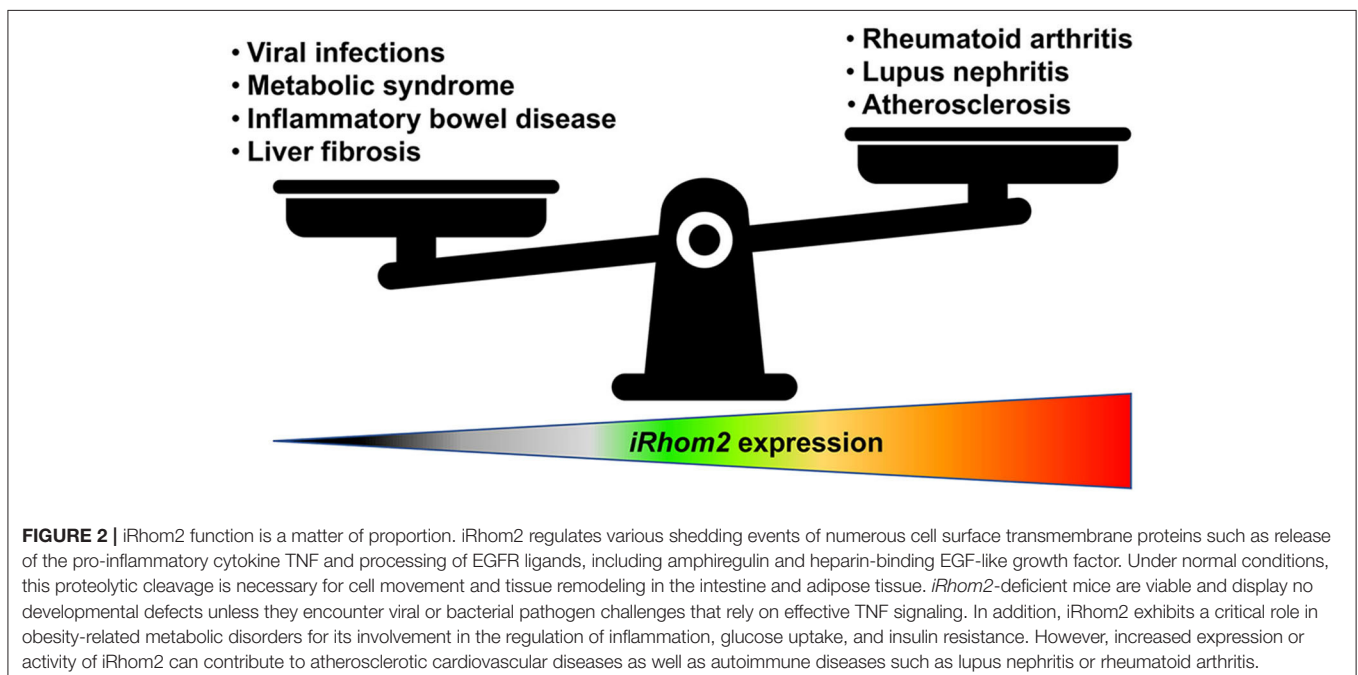 • Viral infections
• Metabolic syndrome
• Inflammatory bowel disease
• Liver fibrosis
• Rheumatoid arthritis
• Lupus nephritis
• Atherosclerosis
iRhom2 expression
FIGURE 2 | iRhom2 function is a matter of proportion. iRhom2 regulates various shedding events of numerous cell surface transmembrane proteins such as release
of the pro-inflammatory cytokine TNF and processing of EGFR ligands, including amphiregulin and heparin-binding EGF-like growth factor. Under normal conditions,
this proteolytic cleavage is necessary for cell movement and tissue remodeling in the intestine and adipose tissue. iRhom2-deficient mice are viable and display no
developmental defects unless they encounter viral or bacterial pathogen challenges that rely on effective TNF signaling. In addition, iRhom2 exhibits a critical role in
obesity-related metabolic disorders for its involvement in the regulation of inflammation, glucose uptake, and insulin resistance. However, increased expression or
activity of iRhom2 can contribute to atherosclerotic cardiovascular diseases as well as autoimmune diseases such as lupus nephritis or rheumatoid arthritis.